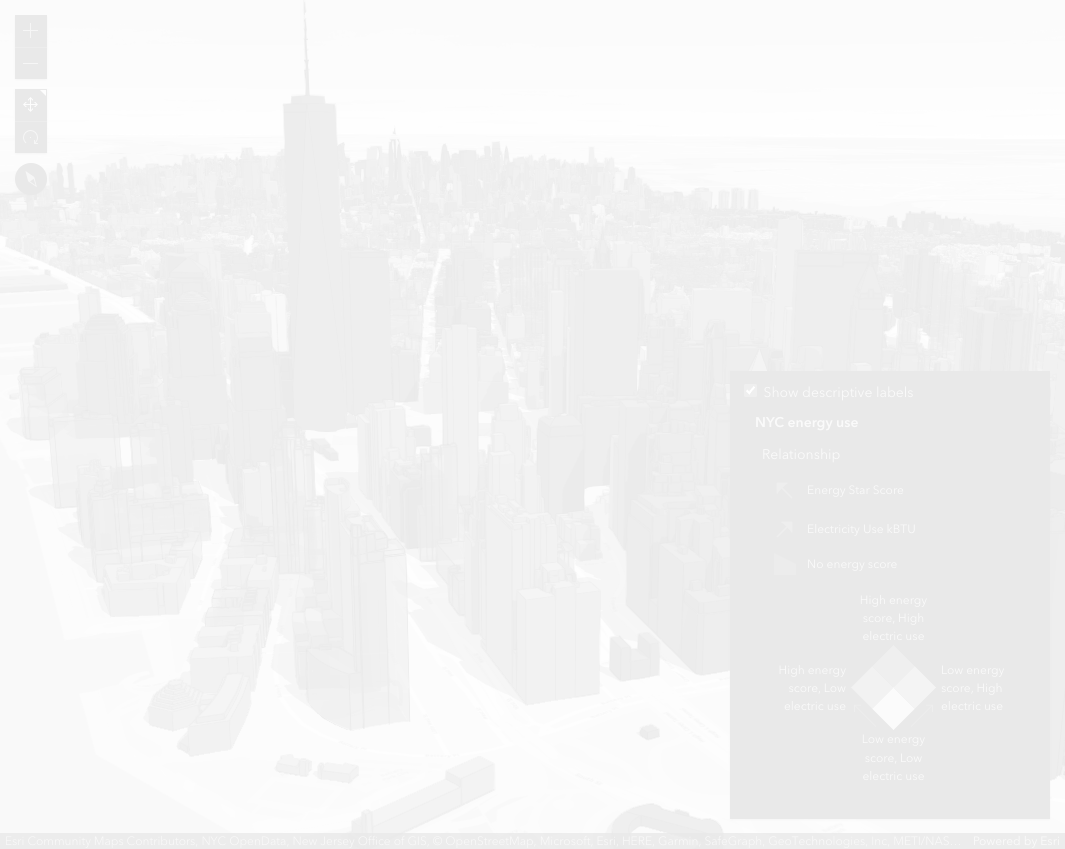 Show descriptive labels
NYC energy use
Relationship
Energy Star Score
Electricity Use kBTU
No energy score
High energy
score, High
electric use
High energy
score, Low
electric use
Low energy
score, High
electric use
Low energy
score, Low
electric use
Esri Community Maps Contributors, NYC OpenData, New Jersey Office of GIS, © OpenStreetMap, Microsoft, Esri, HERE, Garmin, SafeGraph, GeoTechnologies, Inc, METI/NAS... Powered by Esri